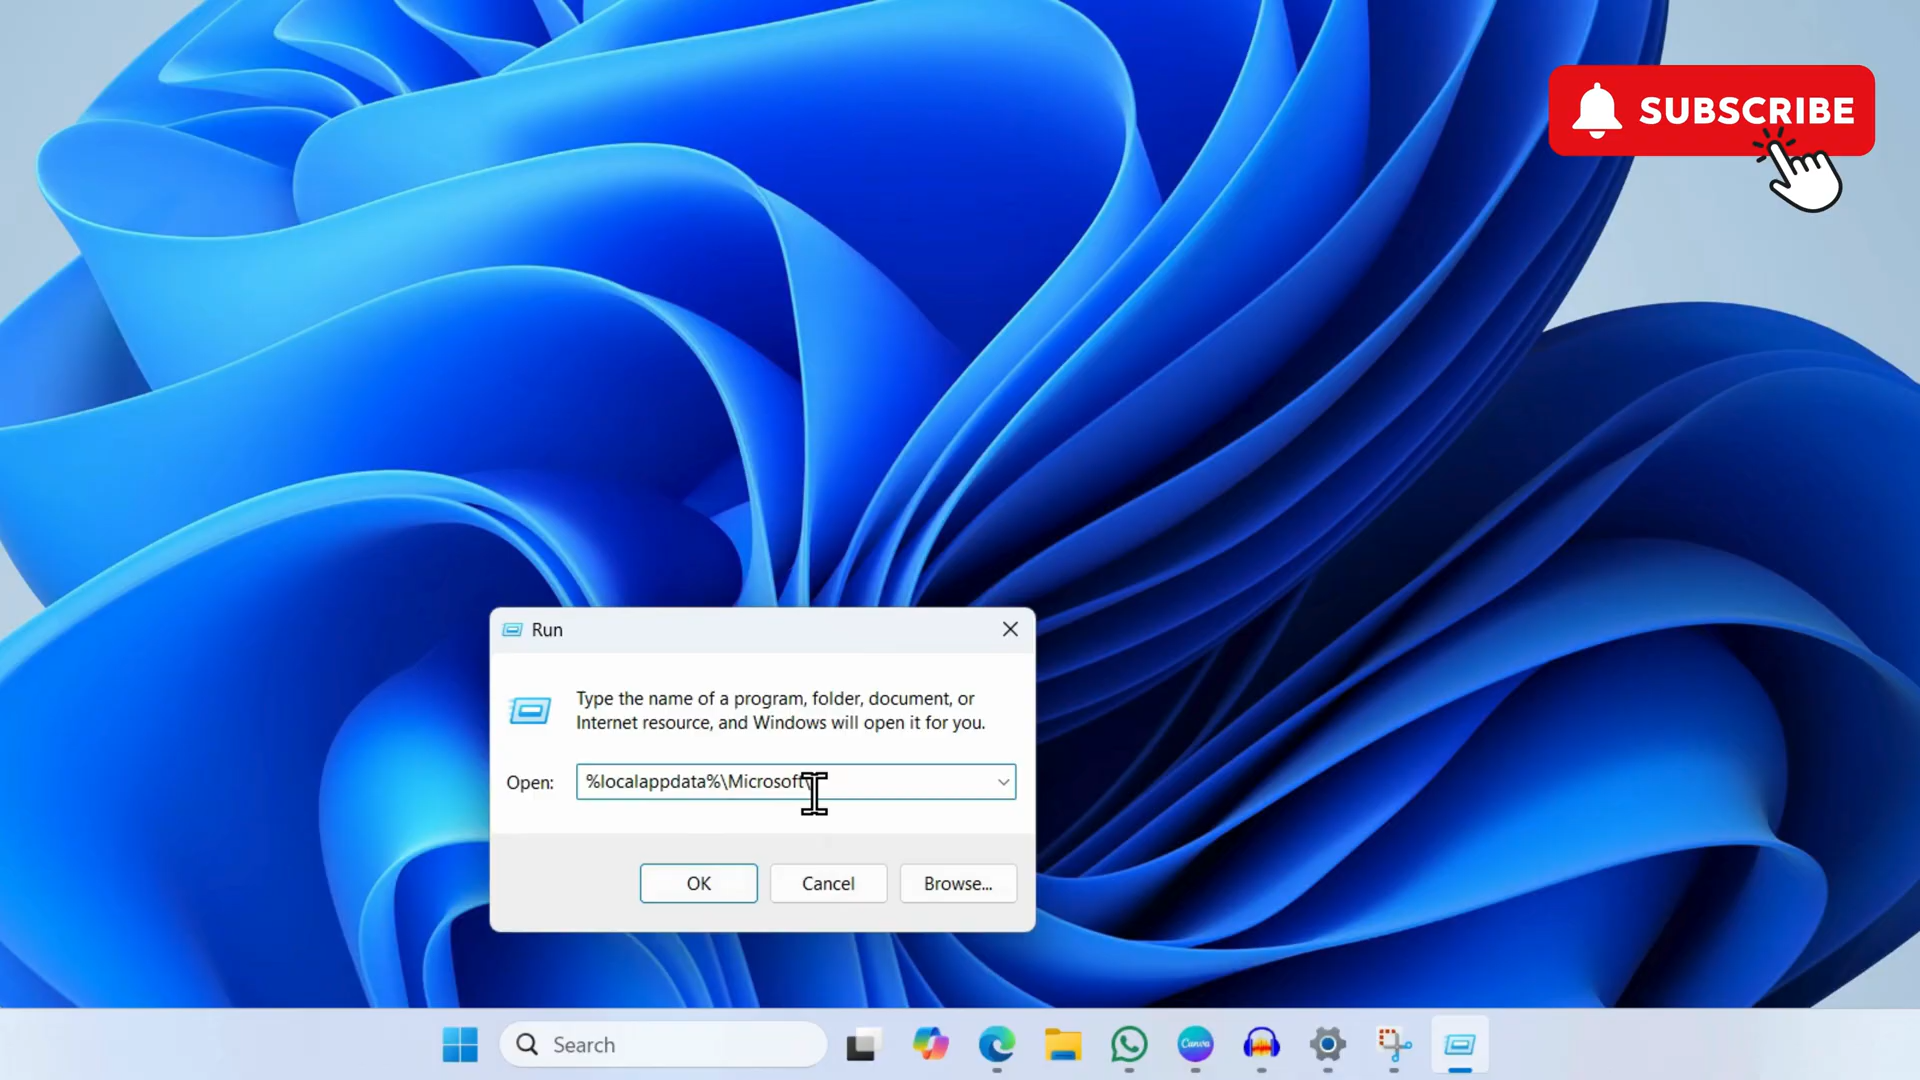 SUBSCRIBE
Run
Type the name of a program, folder, document, or
Internet resource, and Windows will open it for you.
Open:
%localappdata%\Microsoft\
OK
Cancel
Browse...
Search
Canva